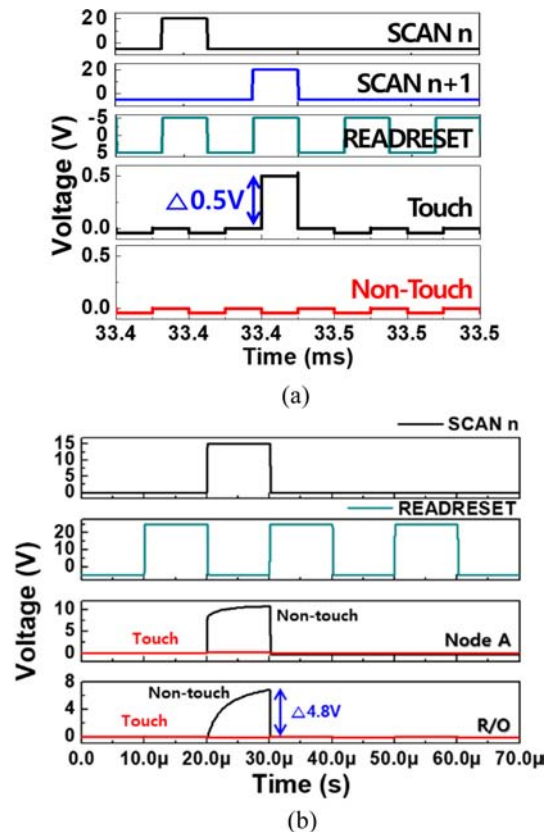 20
0
SCAN n
20
0
SCAN n+1
-5
0
5
READRESET
0.5
0.0
△0.5V
Touch
0.0
Non-Touch
Voltage (V)
33.4 33.4 33.4 33.5 33.5 33.5
Time (ms)
(a)
SCAN n
15
10
5
0
READRESET
20
10
0
10
5
0
Touch
Non-touch
Node A
8
4
0
Touch
Non-touch
△4.8V
R/O
Voltage (V)
0.0 10.0µ 20.0µ 30.0µ 40.0µ 50.0µ 60.0µ 70.0µ
Time (s)
(b)